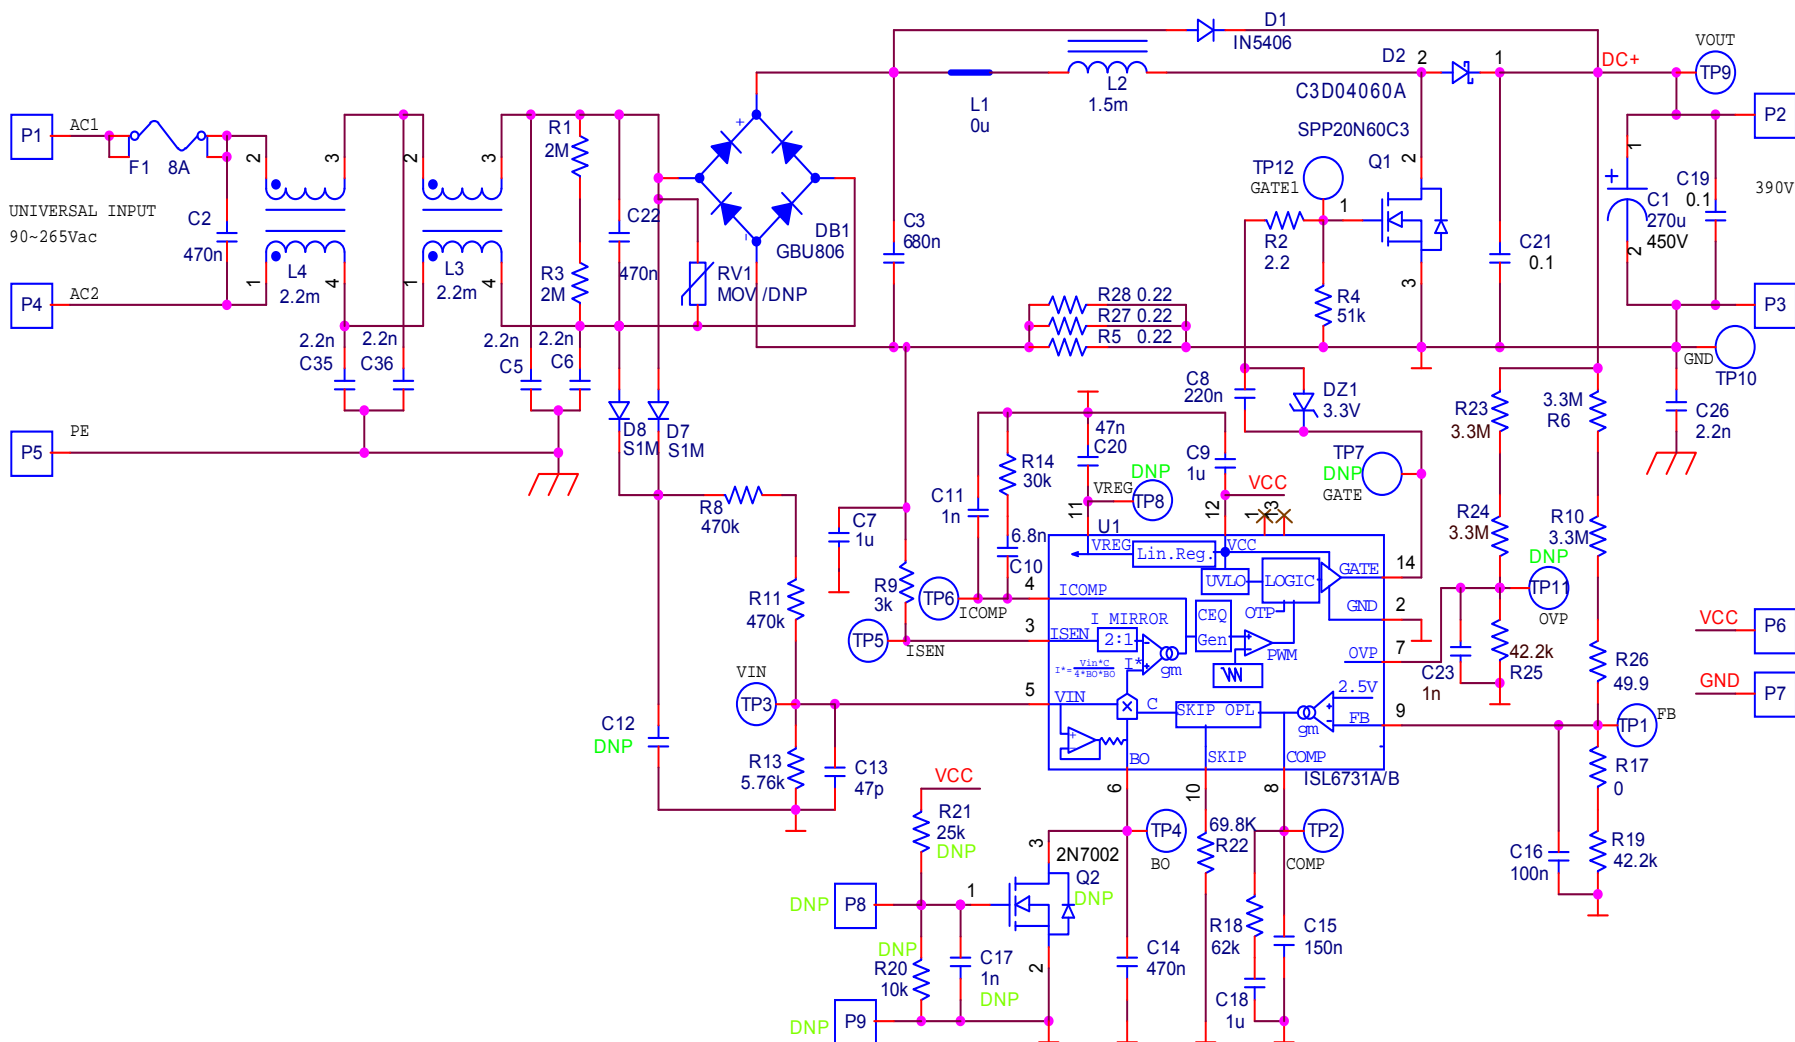 D1
IN5406
D2 2 1
DC+
VOUT
TP9
L2
1.5m
L1
0u
C3D04060A
SPP20N60C3
P1 AC1
F1 8A
2 3
2 3
R1
2M
+
TP12
GATE1
Q1
2
1
P2
1
+
C19
0.1
390V
UNIVERSAL INPUT
90~265Vac
C2
470n
C22
470n
DB1
GBU806
-
C3
680n
R2
2.2
C1
270u
450V
2
C21
0.1
1 L4 4
2.2m
1 L3 4
2.2m
R3
2M
RV1
MOV /DNP
3
P4 AC2
R28 0.22
R27 0.22
R5 0.22
R4
51k
P3
GND
TP10
2.2n
C35
2.2n
C36
2.2n
C5
2.2n
C6
C8
220n
DZ1
3.3V
R23
3.3M
3.3M
R6
C26
2.2n
P5 PE
D8
S1M
D7
S1M
47n
C20
R14
30k
C9
1u
DNP
VREG
TP8
VCC
TP7
DNP
GATE
R8
470k
C7
1u
C11
1n
6.8n
C10
11
12
1
13
R24
3.3M
R10
3.3M
U1
VREG
Lin.Reg.
VCC
UVLO
LOGIC
GATE
14
DNP
TP11
OVP
R9
3k
TP6
ICOMP
4
ICOMP
R11
470k
TP5
ISEN
3
ISEN
I MIRROR
2:1
I*=Vin*C
4*BO*BO
I*
gm
CEQ
Gen
OTP
PWM
GND
2
OVP
7
C23
1n
42.2k
R25
R26
49.9
VCC P6
GND P7
VIN
TP3
5
VIN
X
C
SKIP OPL
gm
2.5V
FB
9
TP1
FB
C12
DNP
R13
5.76k
C13
47p
BO
SKIP
COMP
ISL6731A/B
R17
0
VCC
R21
25k
DNP
6
10
8
3
2N7002
Q2
DNP
TP4
BO
69.8K
R22
TP2
COMP
C16
100n
R19
42.2k
DNP P8
1
DNP
R20
10k
C17
1n
DNP
2
C14
470n
R18
62k
C15
150n
C18
1u
DNP P9